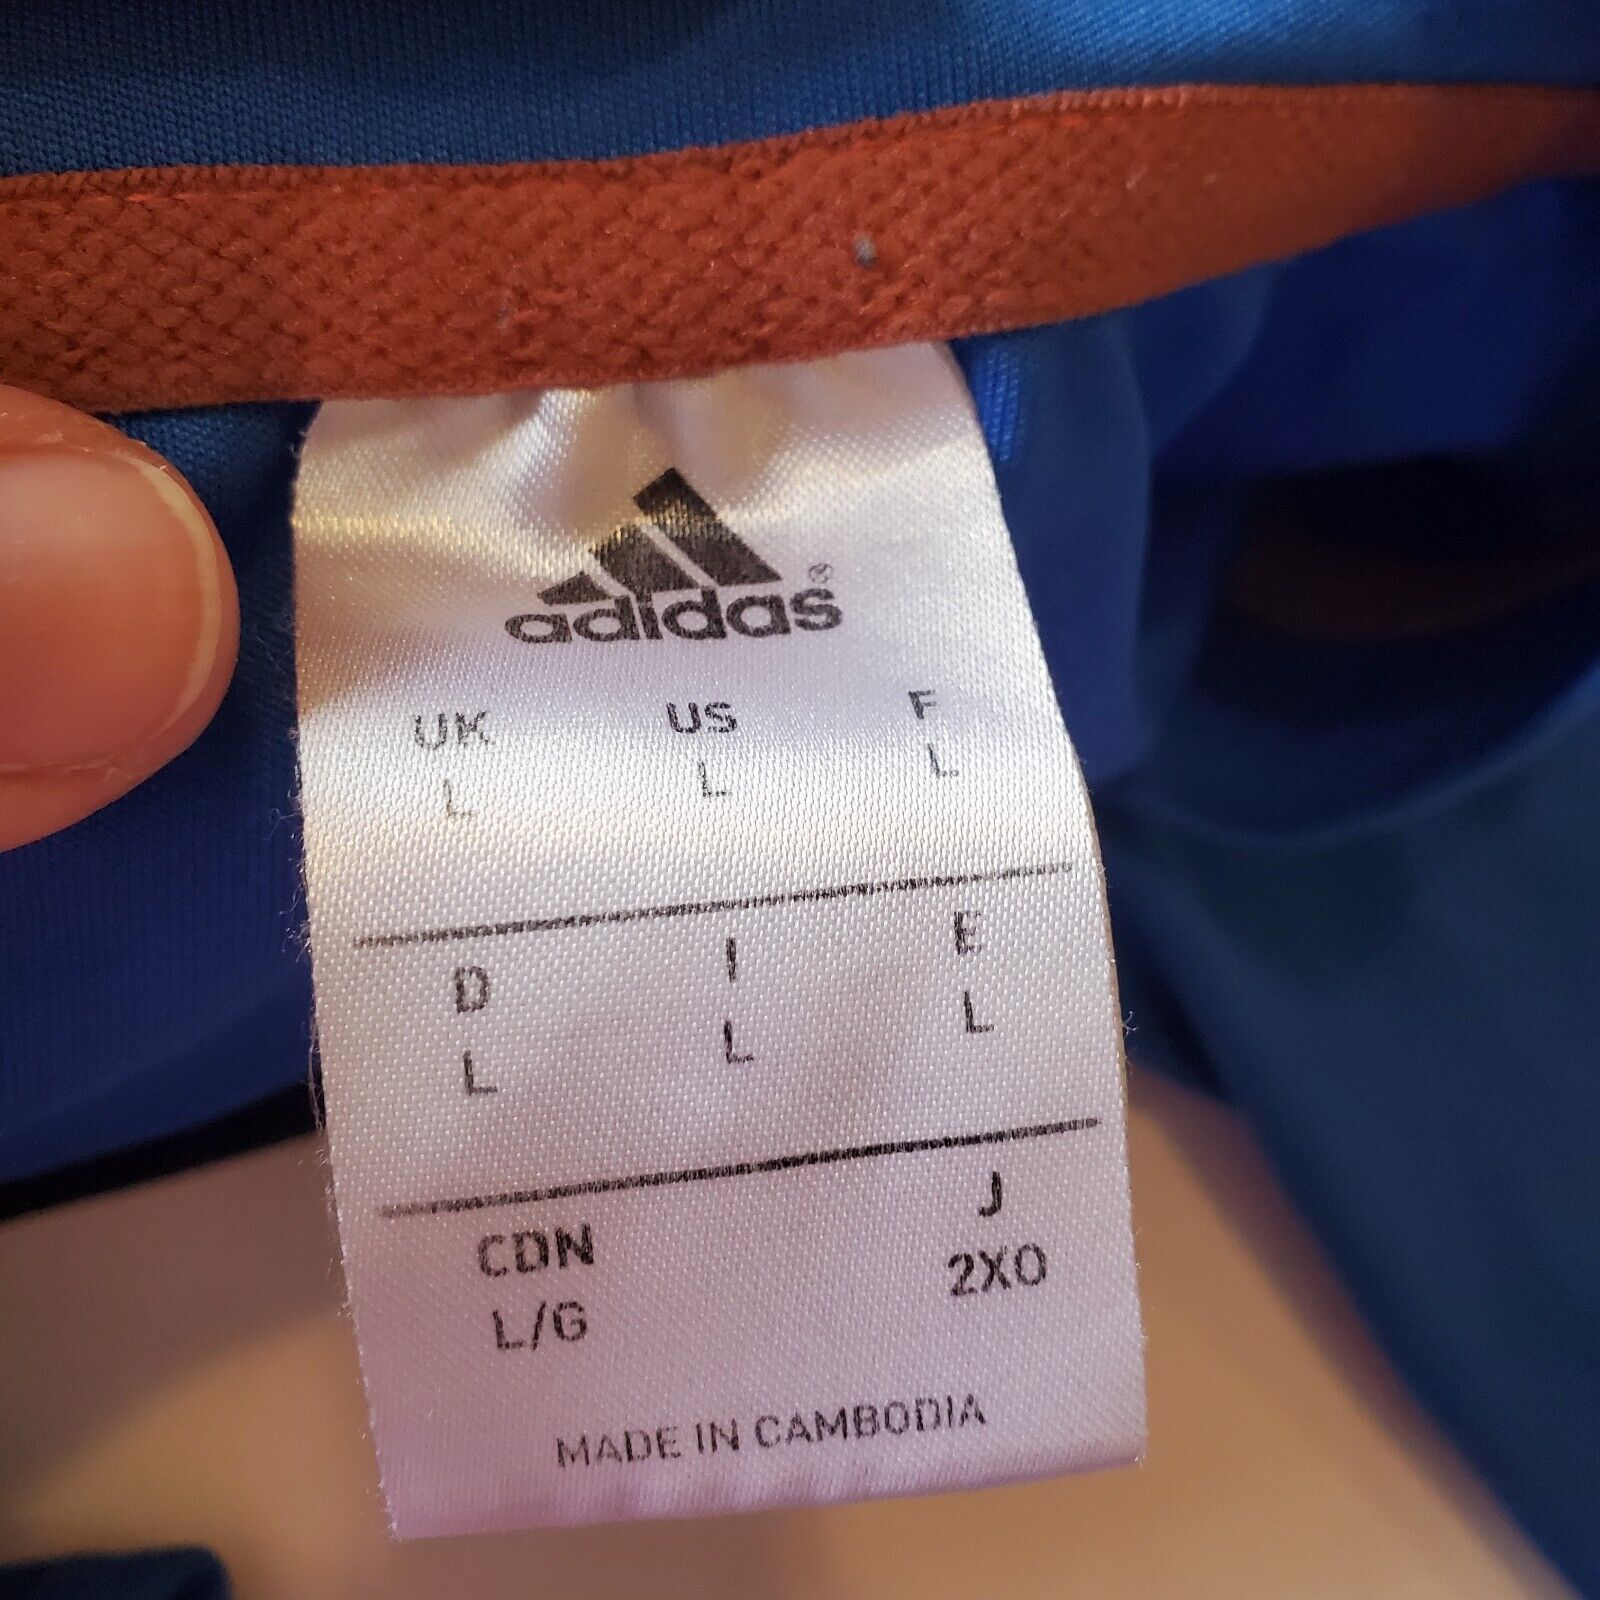 adidas®
UK US F
L L L
D I E
L L L
CDN J
L/G 2XO
MADE IN CAMBODIA